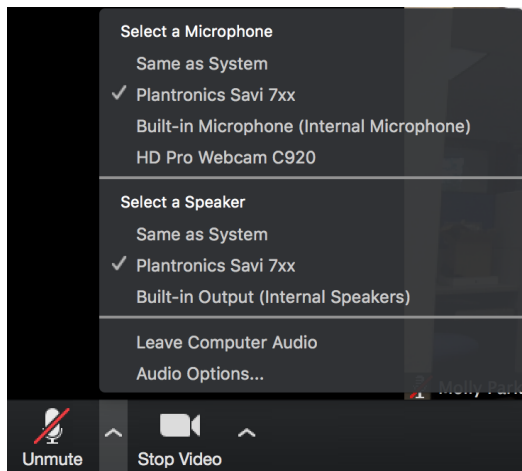 Select a Microphone
Same as System
Plantronics Savi 7xx
Built-in Microphone (Internal Microphone)
HD Pro Webcam C920
Select a Speaker
Same as System
Plantronics Savi 7xx
Built-in Output (Internal Speakers)
Leave Computer Audio
Audio Options...
Molly Park
Unmute
Stop Video